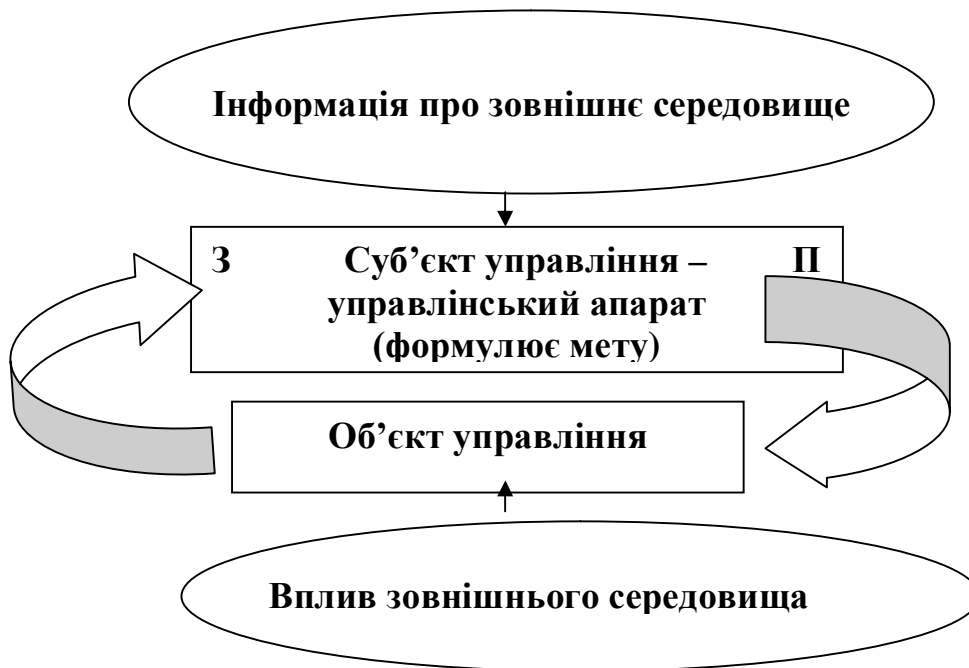 Інформація про зовнішнє середовище
З Суб’єкт управління – П
управлінський апарат
(формулює мету)
Об’єкт управління
Вплив зовнішнього середовища